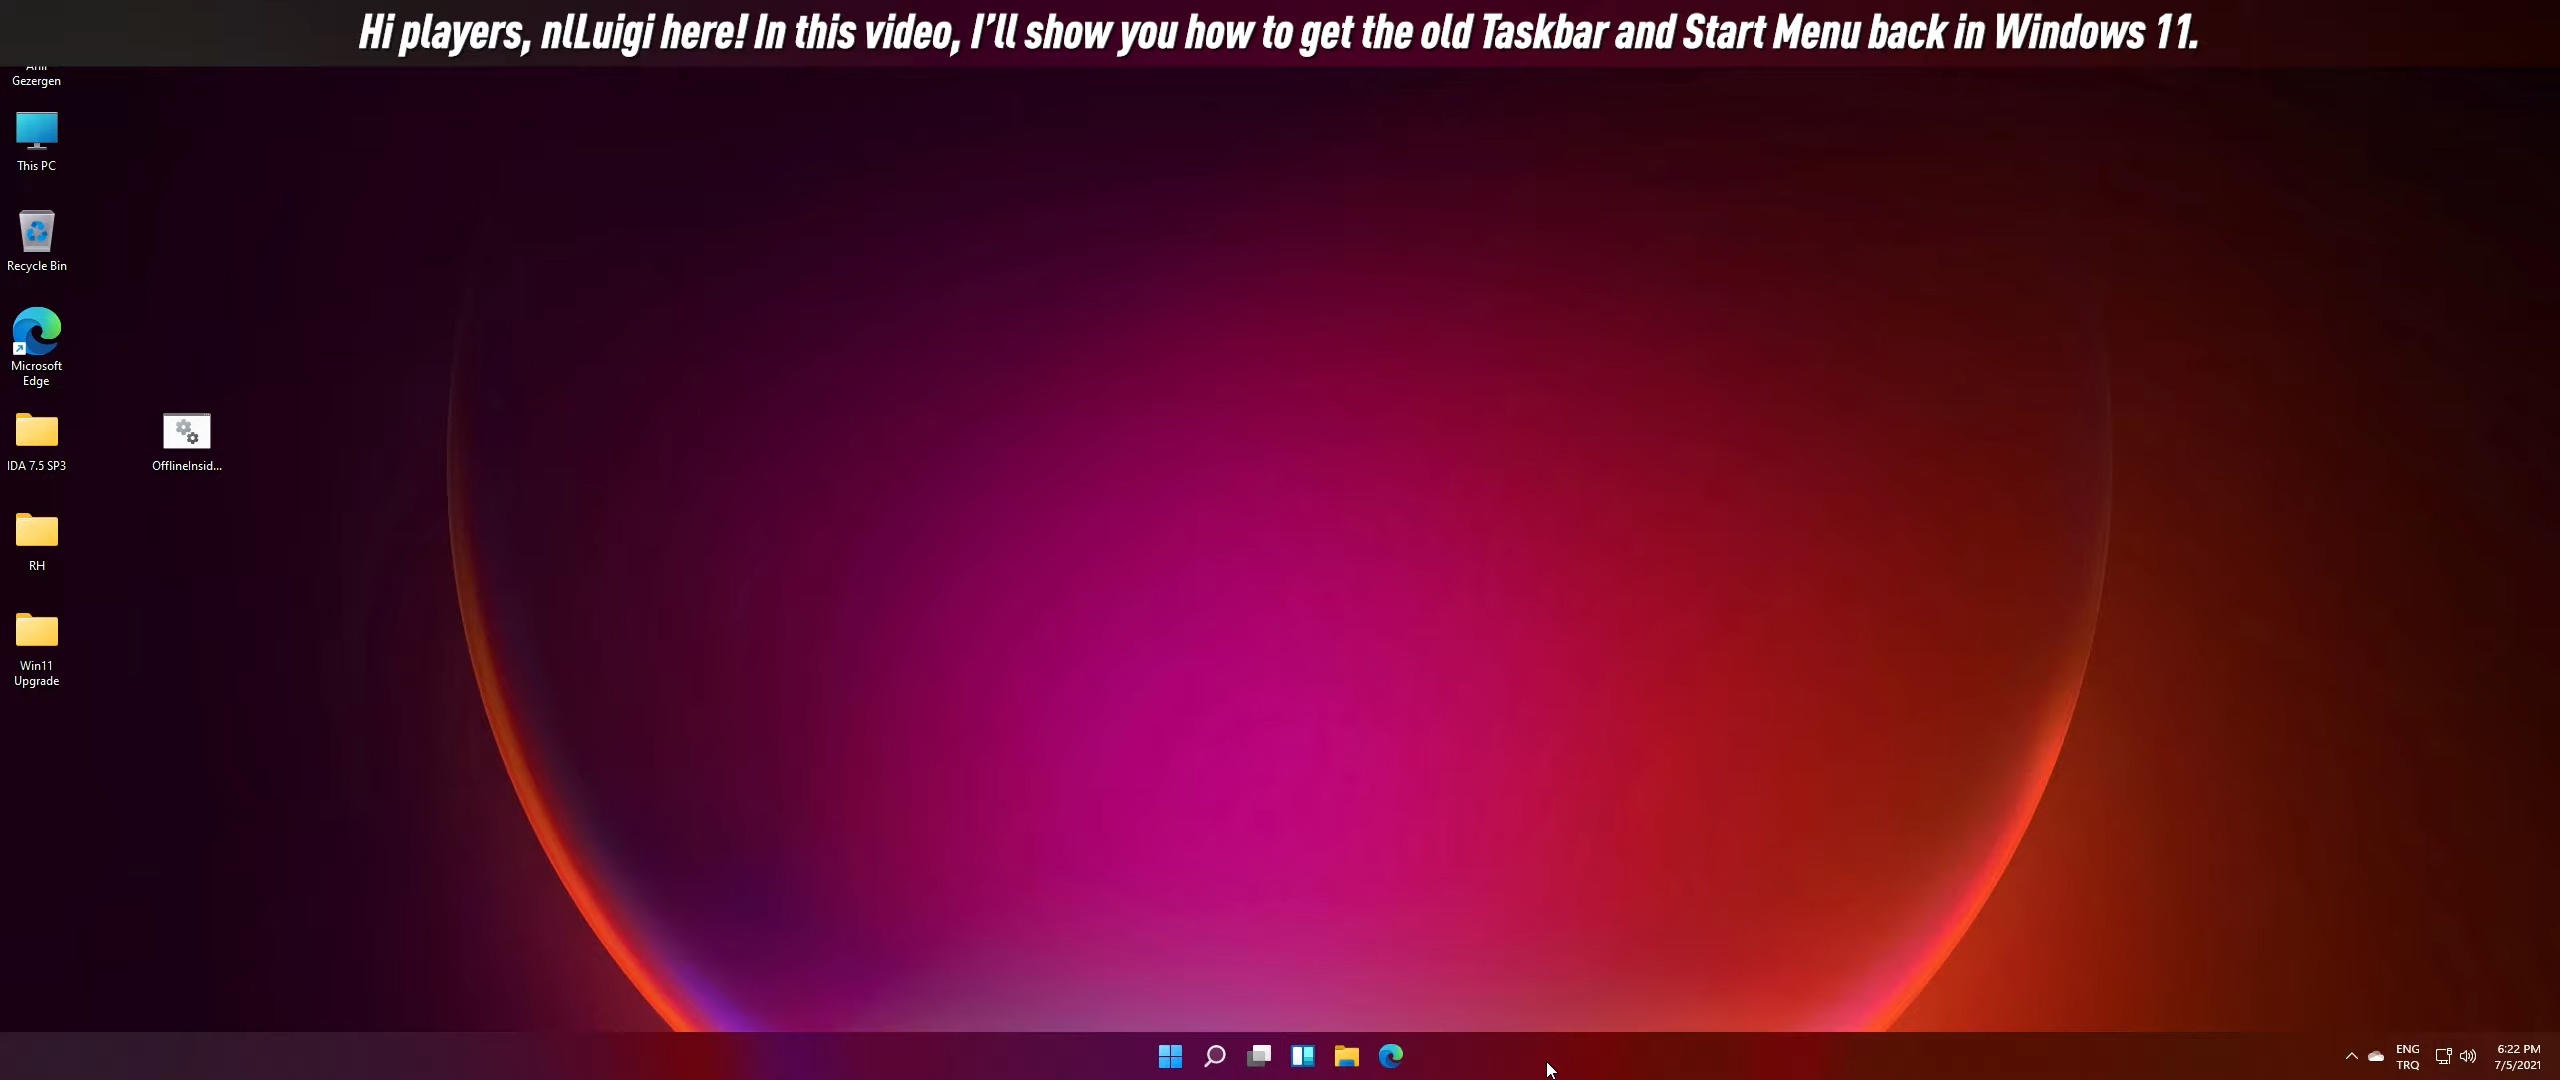 Hi players, nlLuigi here! In this video, I’ll show you how to get the old Taskbar and Start Menu back in Windows 11.
Gezergen
This PC
Recycle Bin
Microsoft
Edge
IDA 7.5 SP3
OfflineInsid...
RH
Win11
Upgrade
ENG
TRQ
6:22 PM
7/5/2021